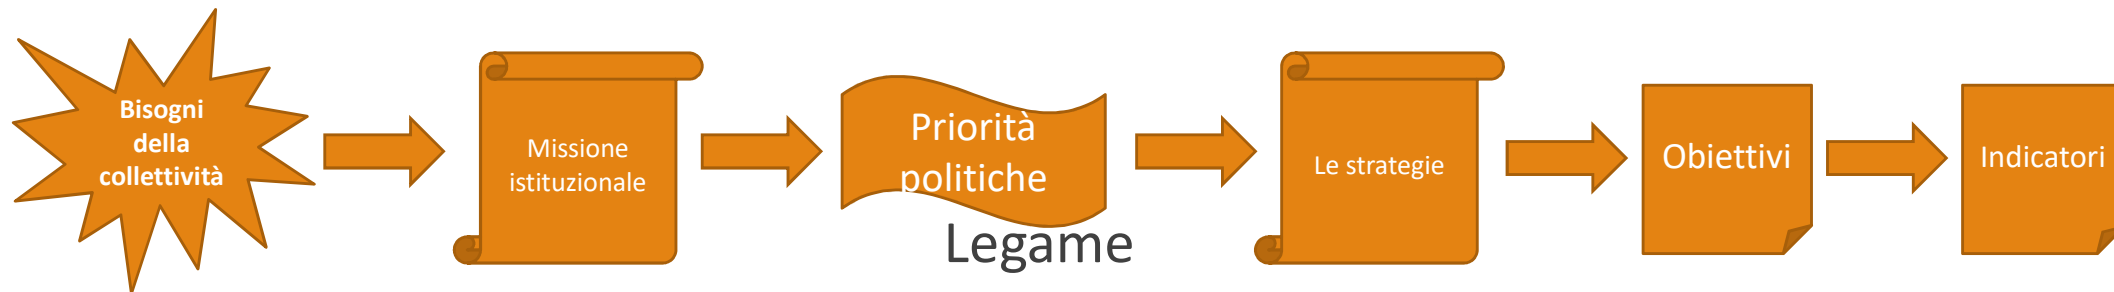 Bisogni
della
collettività
Missione
istituzionale
Priorità
politiche
Legame
Le strategie
Obiettivi
Indicatori